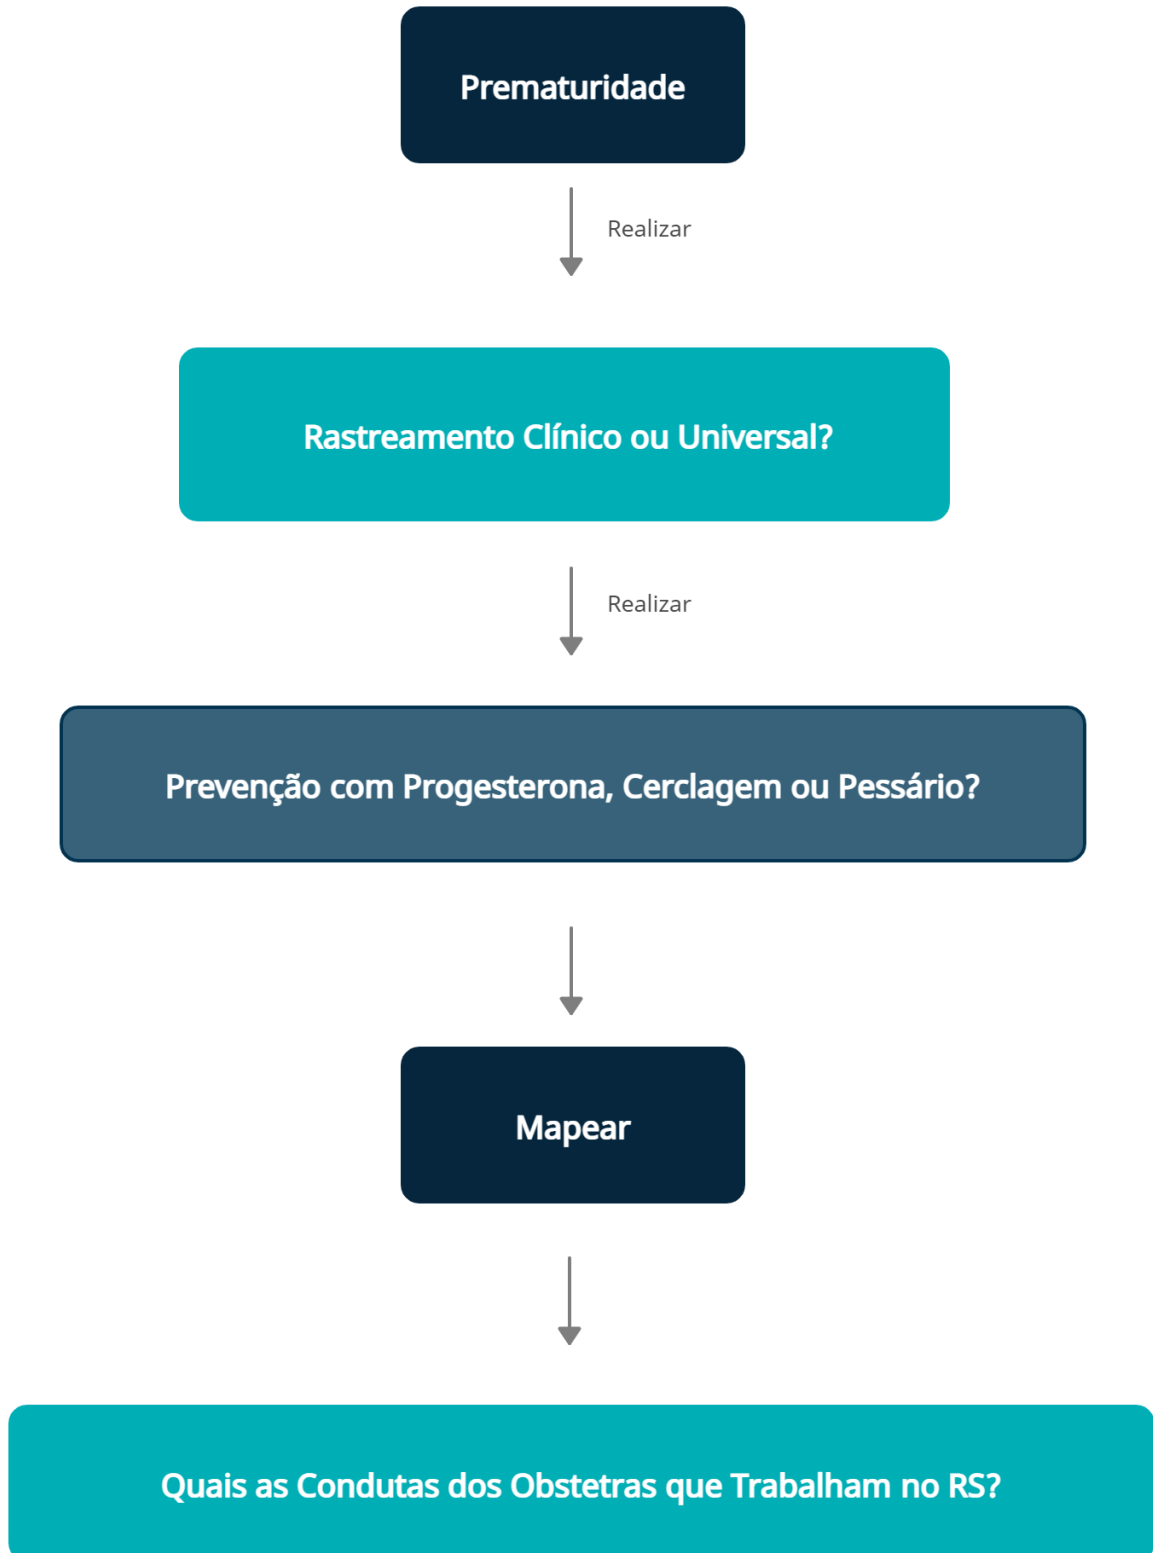 Prematuridade
Realizar
Rastreamento Clínico ou Universal?
Realizar
Prevenção com Progesterona, Cerclagem ou Pessário?
Mapear
Quais as Condutas dos Obstetras que Trabalham no RS?